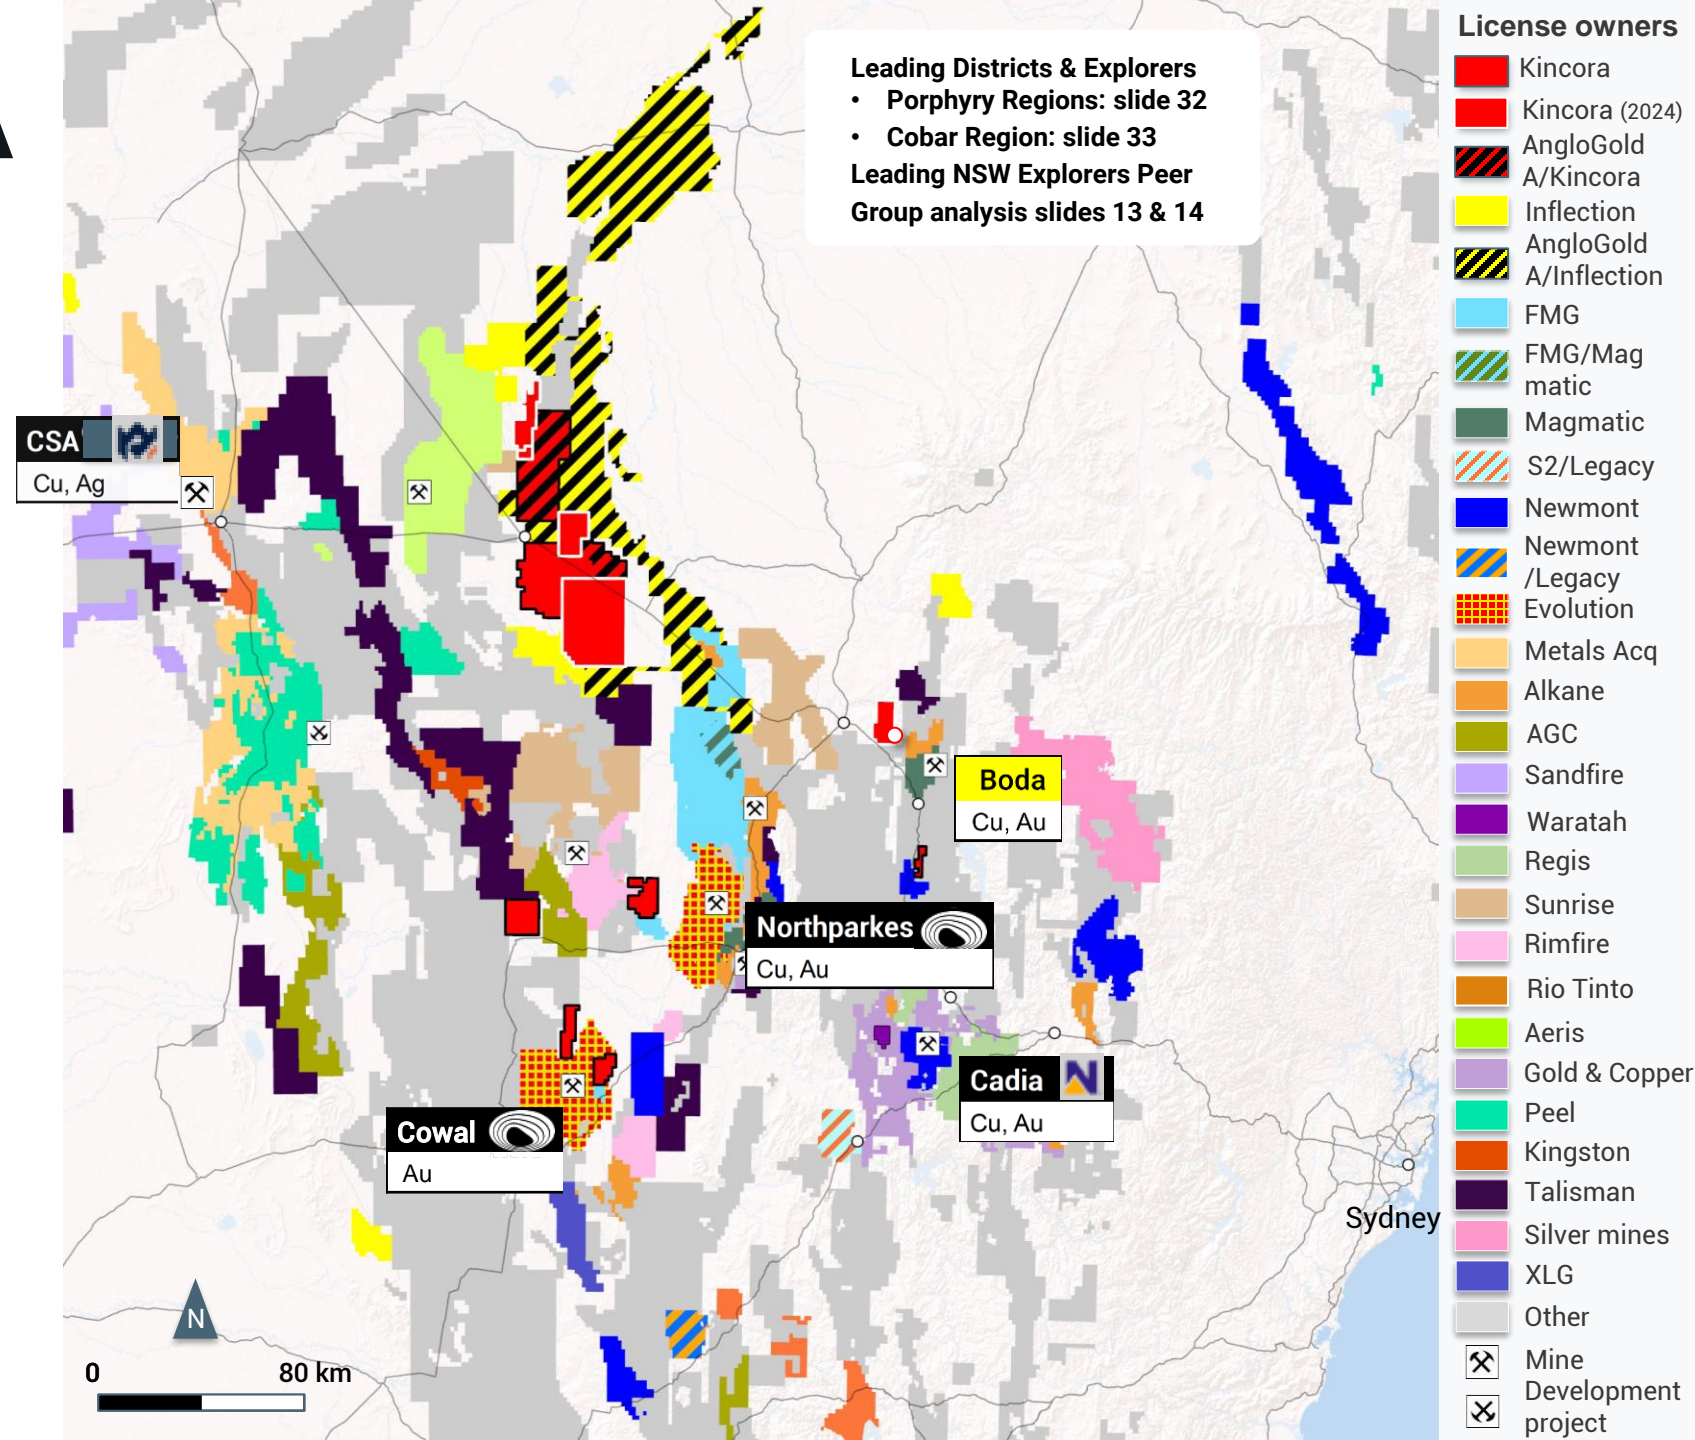 A
Leading Districts & Explorers
• Porphyry Regions: slide 32
• Cobar Region: slide 33
Leading NSW Explorers Peer
Group analysis slides 13 & 14
CSA
Cu, Ag
Boda
Cu, Au
Northparkes
Cu, Au
Cadia
Cu, Au
Cowal
Au
Sydney
N
0 80 km
License owners
Kincora
Kincora (2024)
AngloGold
A/Kincora
Inflection
AngloGold
A/Inflection
FMG
FMG/Mag
matic
Magmatic
S2/Legacy
Newmont
Newmont
/Legacy
Evolution
Metals Acq
Alkane
AGC
Sandfire
Waratah
Regis
Sunrise
Rimfire
Rio Tinto
Aeris
Gold & Copper
Peel
Kingston
Talisman
Silver mines
XLG
Other
Mine
Development
project